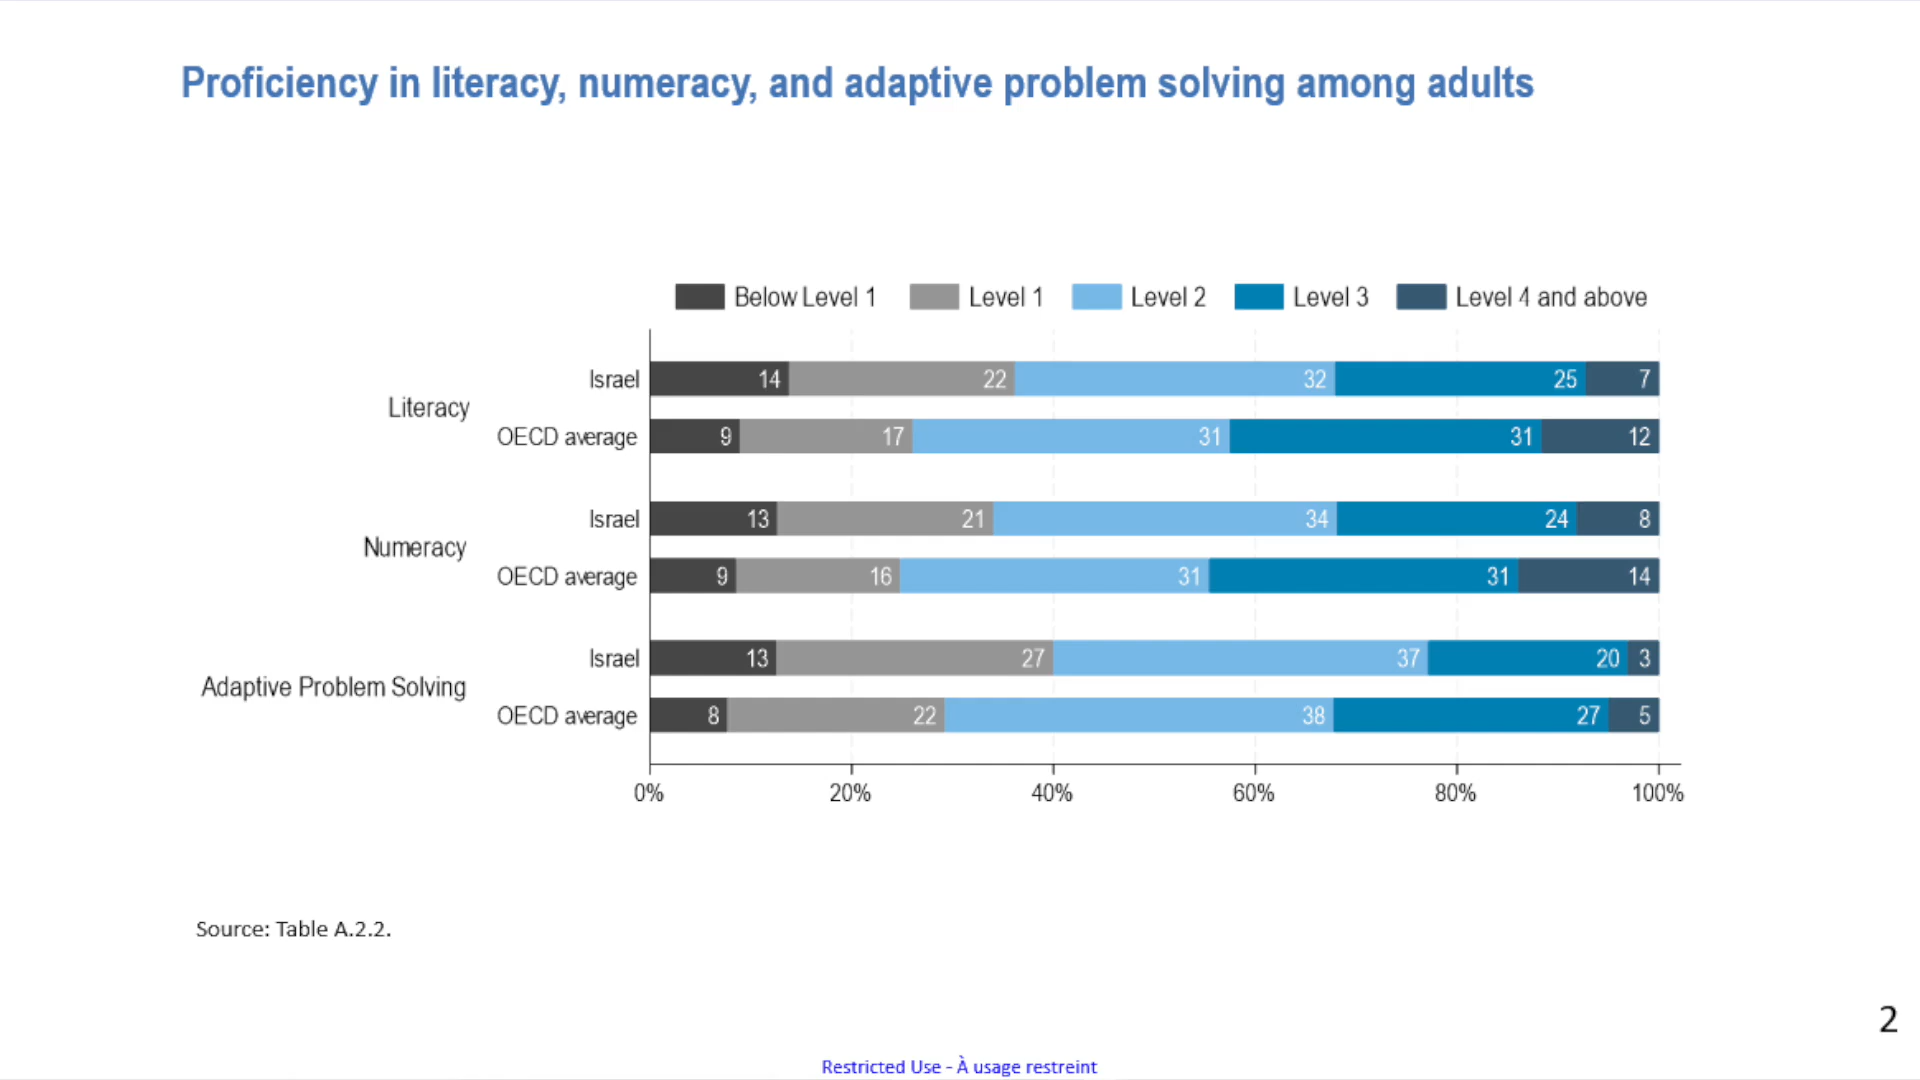 Proficiency in literacy, numeracy, and adaptive problem solving among adults
Below Level 1 Level 1 Level 2 Level 3 Level 4 and above
Literacy
Israel 14 22 32 25 7
OECD average 9 17 31 31 12
Numeracy
Israel 13 21 34 24 8
OECD average 9 16 31 31 14
Adaptive Problem Solving
Israel 13 27 37 20 3
OECD average 8 22 38 27 5
0% 20% 40% 60% 80% 100%
Source: Table A.2.2.
2
Restricted Use - À usage restreint